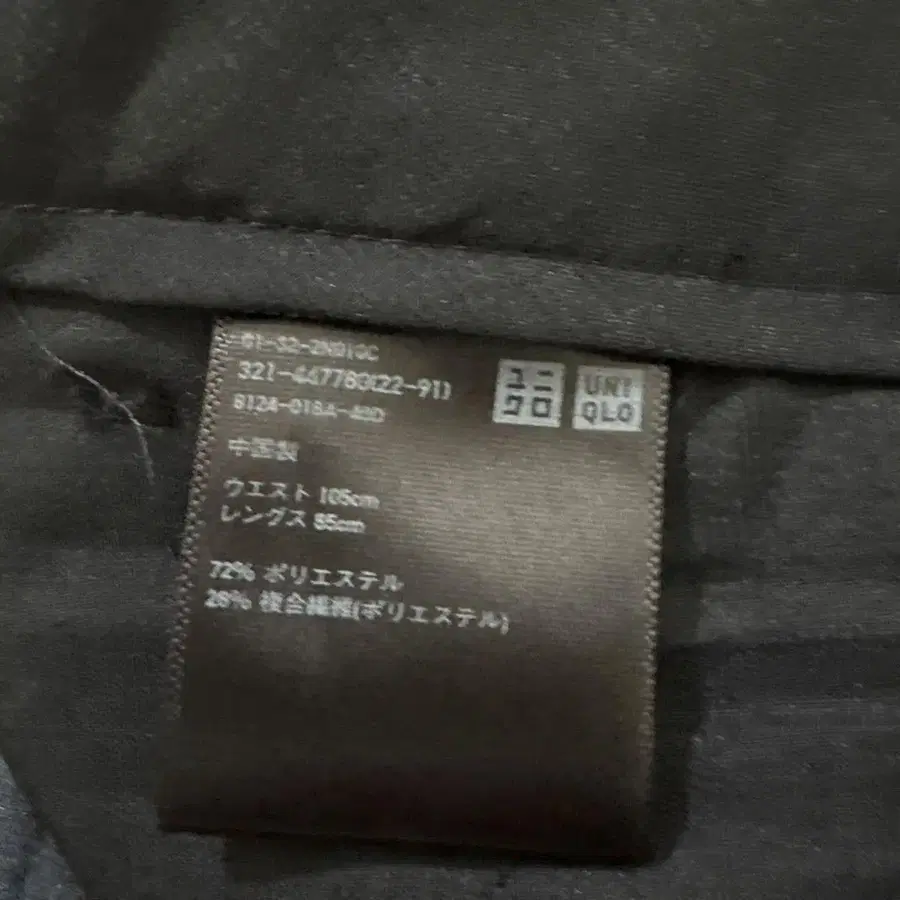 ユニ
クロ
UNI
QLO
321-447780(22-91)
中国製
ウエスト 105cm
レングス 85cm
72% ポリエステル
28% 複合繊維(ポリエステル)